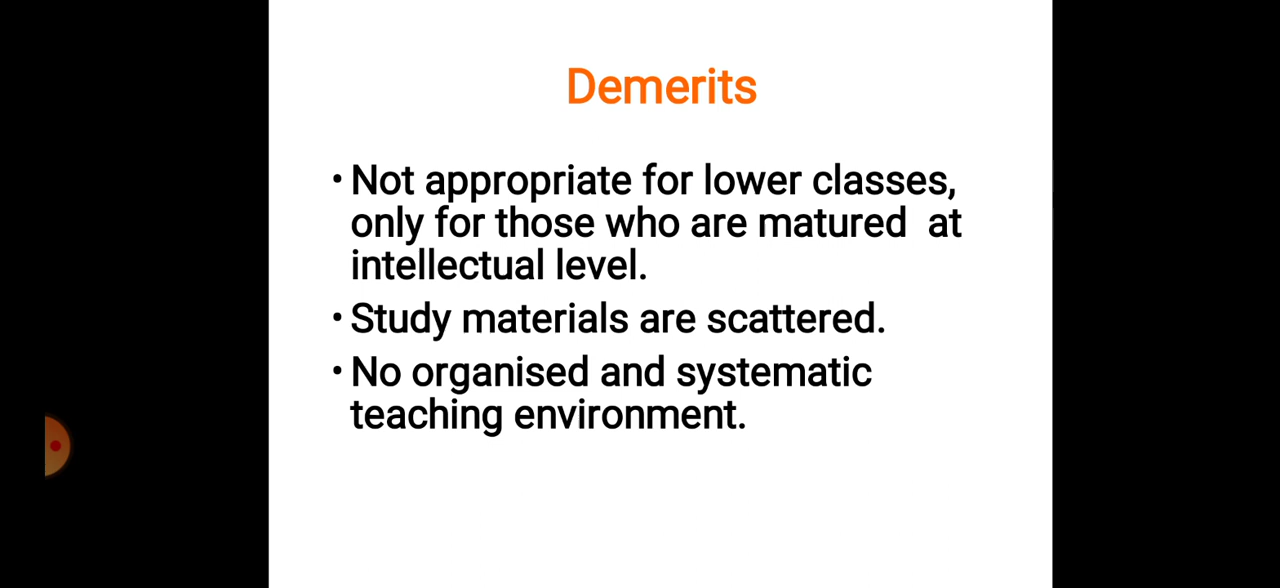 Demerits
• Not appropriate for lower classes,
only for those who are matured  at
intellectual level.
• Study materials are scattered.
• No organised and systematic
teaching environment.